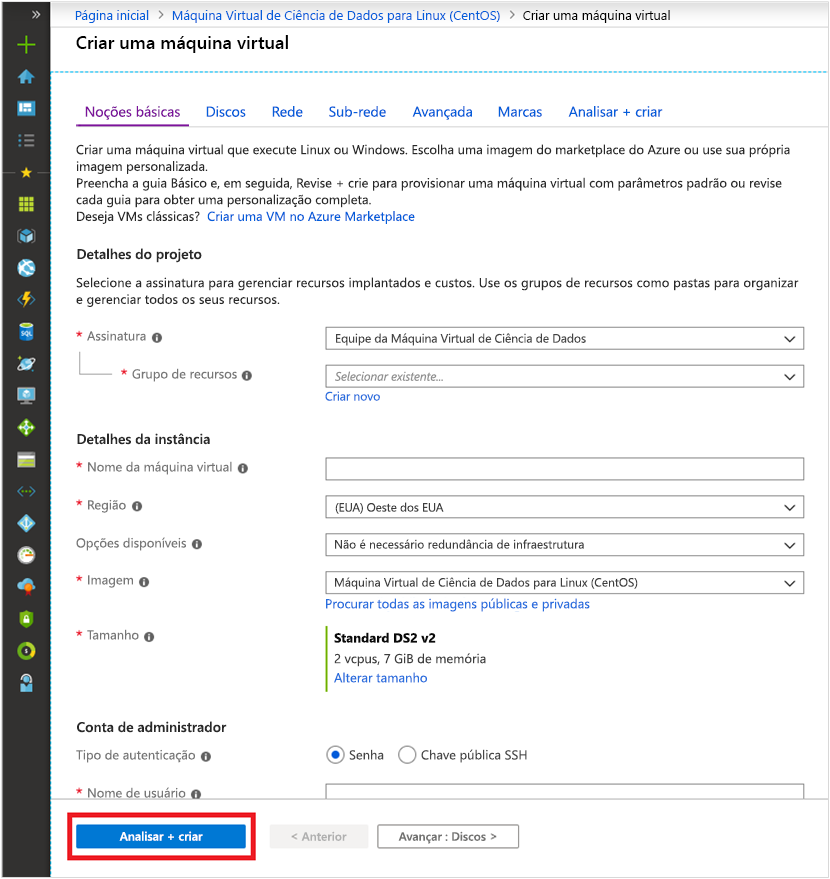 »
Página inicial > Máquina Virtual de Ciência de Dados para Linux (CentOS) > Criar uma máquina virtual
Criar uma máquina virtual
Noções básicas Discos Rede Sub-rede Avançada Marcas Analisar + criar
Criar uma máquina virtual que execute Linux ou Windows. Escolha uma imagem do marketplace do Azure ou use sua própria
imagem personalizada.
Preencha a guia Básico e, em seguida, Revise + crie para provisionar uma máquina virtual com parâmetros padrão ou revise
cada guia para obter uma personalização completa.
Deseja VMs clássicas? Criar uma VM no Azure Marketplace
Detalhes do projeto
Selecione a assinatura para gerenciar recursos implantados e custos. Use os grupos de recursos como pastas para organizar
e gerenciar todos os seus recursos.
* Assinatura Equipe da Máquina Virtual de Ciência de Dados
* Grupo de recursos Selecionar existente...
Criar novo
Detalhes da instância
* Nome da máquina virtual
* Região (EUA) Oeste dos EUA
Opções disponíveis Não é necessário redundância de infraestrutura
* Imagem Máquina Virtual de Ciência de Dados para Linux (CentOS)
Procurar todas as imagens públicas e privadas
* Tamanho Standard DS2 v2
2 vcpus, 7 GiB de memória
Alterar tamanho
Conta de administrador
Tipo de autenticação Senha Chave pública SSH
* Nome de usuário
Analisar + criar < Anterior Avançar : Discos >
SQL